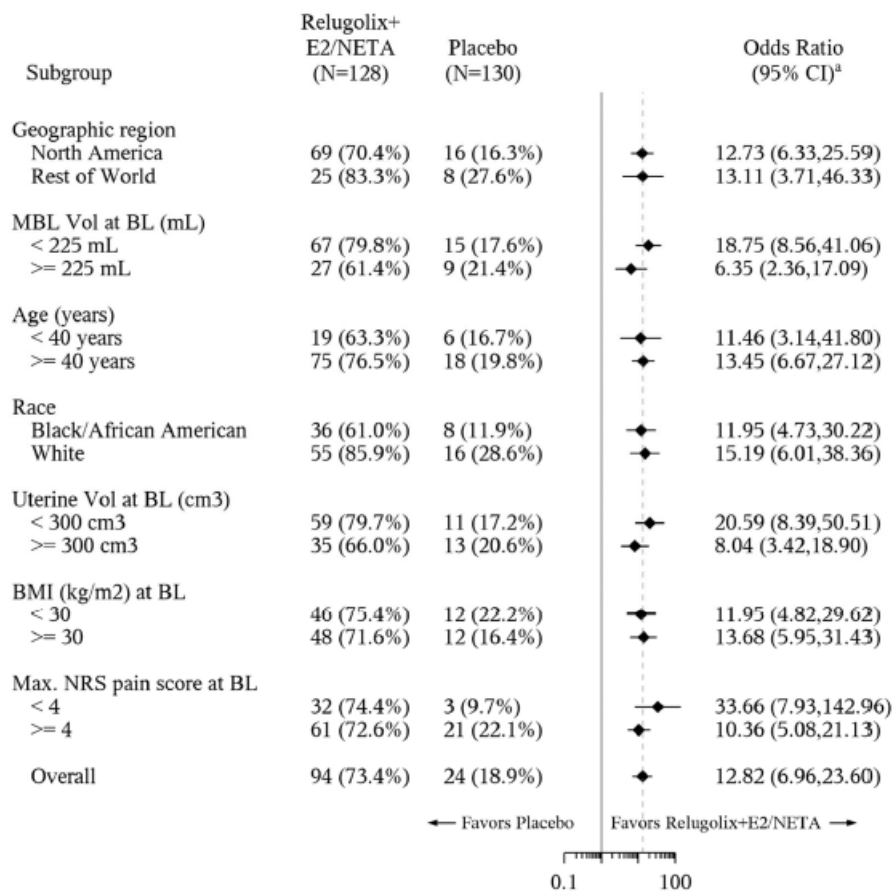 Relugolix+
E2/NETA Placebo Odds Ratio
Subgroup (N=128) (N=130) (95% CI)a
Geographic region
North America 69 (70.4%) 16 (16.3%) 12.73 (6.33,25.59)
Rest of World 25 (83.3%) 8 (27.6%) 13.11 (3.71,46.33)
MBL Vol at BL (mL)
< 225 mL 67 (79.8%) 15 (17.6%) 18.75 (8.56,41.06)
>= 225 mL 27 (61.4%) 9 (21.4%) 6.35 (2.36,17.09)
Age (years)
< 40 years 19 (63.3%) 6 (16.7%) 11.46 (3.14,41.80)
>= 40 years 75 (76.5%) 18 (19.8%) 13.45 (6.67,27.12)
Race
Black/African American 36 (61.0%) 8 (11.9%) 11.95 (4.73,30.22)
White 55 (85.9%) 16 (28.6%) 15.19 (6.01,38.36)
Uterine Vol at BL (cm3)
< 300 cm3 59 (79.7%) 11 (17.2%) 20.59 (8.39,50.51)
>= 300 cm3 35 (66.0%) 13 (20.6%) 8.04 (3.42,18.90)
BMI (kg/m2) at BL
< 30 46 (75.4%) 12 (22.2%) 11.95 (4.82,29.62)
>= 30 48 (71.6%) 12 (16.4%) 13.68 (5.95,31.43)
Max. NRS pain score at BL
< 4 32 (74.4%) 3 (9.7%) 33.66 (7.93,142.96)
>= 4 61 (72.6%) 21 (22.1%) 10.36 (5.08,21.13)
Overall 94 (73.4%) 24 (18.9%) 12.82 (6.96,23.60)
← Favors Placebo Favors Relugolix+E2/NETA →
0.1 100